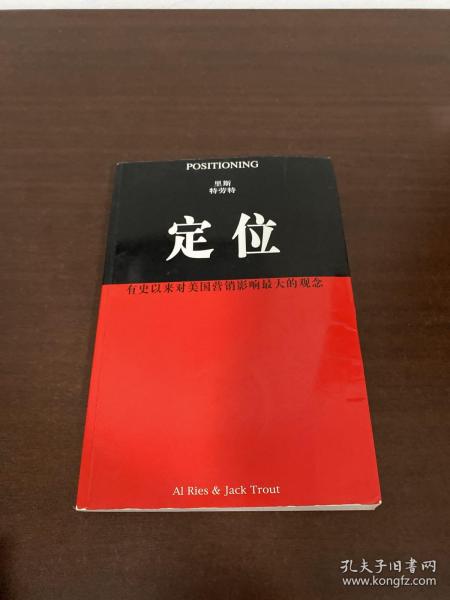 POSITIONING
里斯
特劳特
定位
有史以来对美国营销影响最大的观念
Al Ries & Jack Trout
孔夫子旧书网
www.kongfz.com